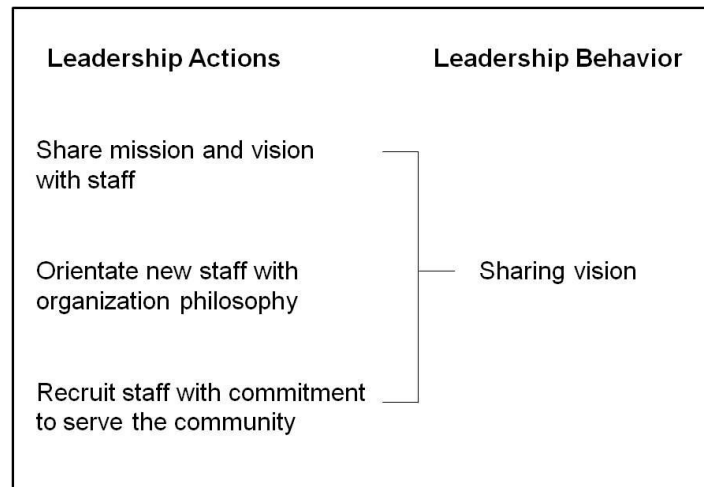 Leadership Actions
Leadership Behavior
Share mission and vision
with staff
Orientate new staff with
organization philosophy
Sharing vision
Recruit staff with commitment
to serve the community